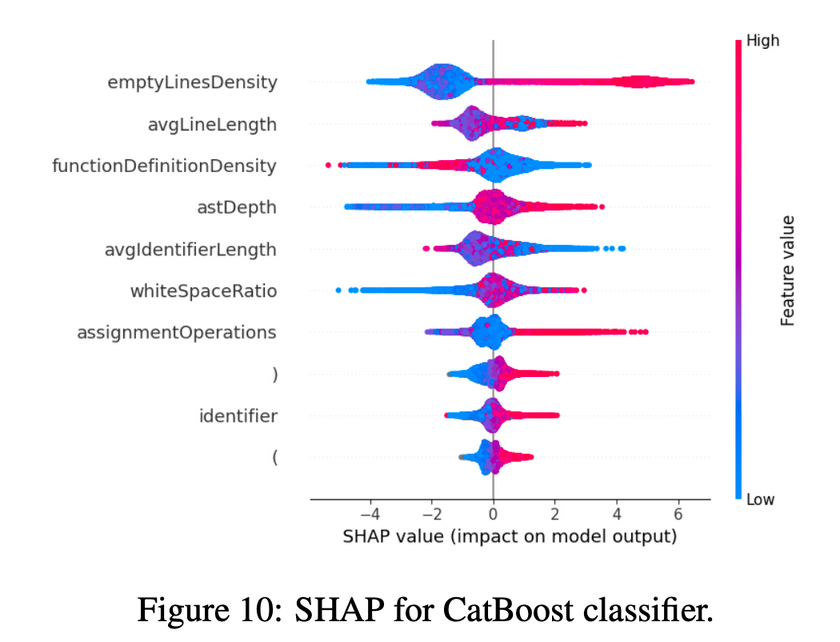 High
emptyLinesDensity
avgLineLength
functionDefinitionDensity
astDepth
avgIdentifierLength
whiteSpaceRatio
assignmentOperations
)
identifier
(
Feature value
Low
−4 −2 0 2 4 6
SHAP value (impact on model output)
Figure 10: SHAP for CatBoost classifier.